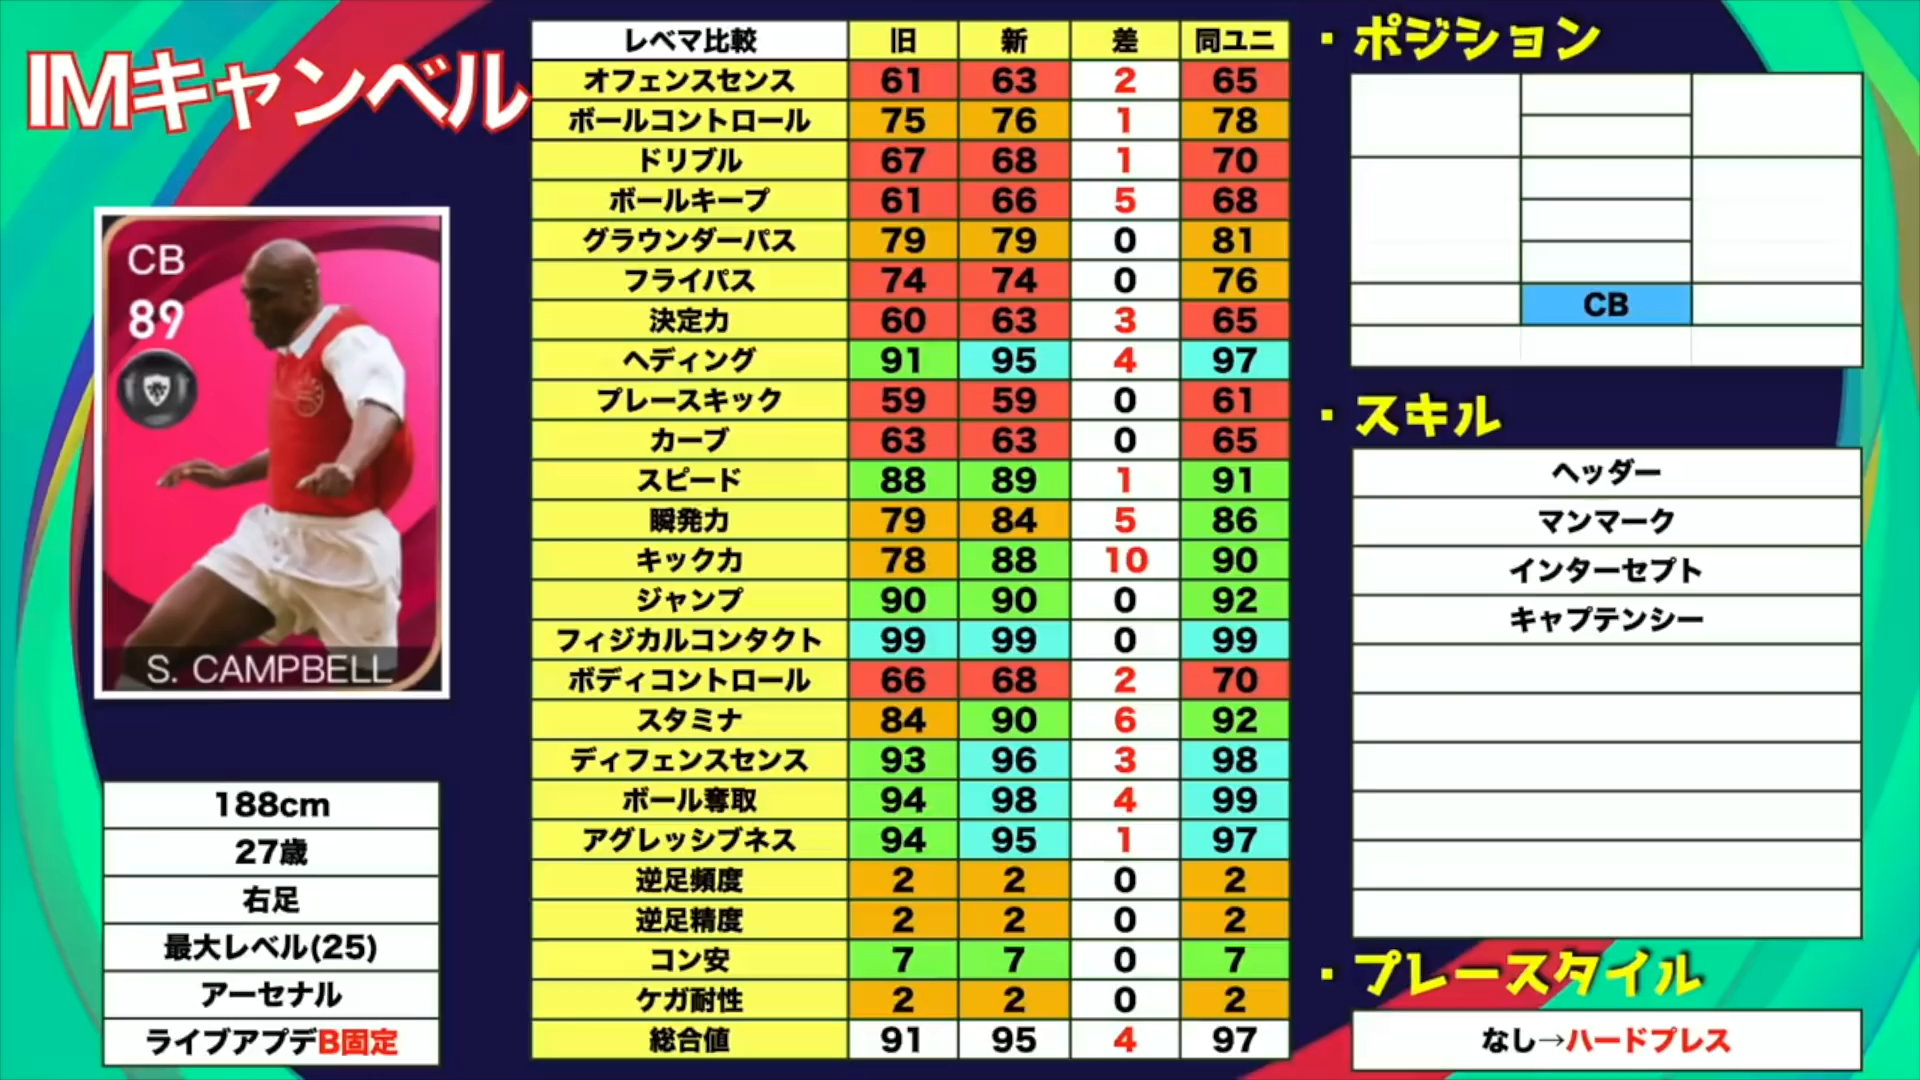 IMキャンベル
CB
89
S. CAMPBELL
188cm
27歳
右足
最大レベル(25)
アーセナル
ライブアプデB固定
レベマ比較 旧 新 差 同ユニ
オフェンスセンス 61 63 2 65
ボールコントロール 75 76 1 78
ドリブル 67 68 1 70
ボールキープ 61 66 5 68
グラウンダーパス 79 79 0 81
フライパス 74 74 0 76
決定力 60 63 3 65
ヘディング 91 95 4 97
プレースキック 59 59 0 61
カーブ 63 63 0 65
スピード 88 89 1 91
瞬発力 79 84 5 86
キック力 78 88 10 90
ジャンプ 90 90 0 92
フィジカルコンタクト 99 99 0 99
ボディコントロール 66 68 2 70
スタミナ 84 90 6 92
ディフェンスセンス 93 96 3 98
ボール奪取 94 98 4 99
アグレッシブネス 94 95 1 97
逆足頻度 2 2 0 2
逆足精度 2 2 0 2
コン安 7 7 0 7
ケガ耐性 2 2 0 2
総合値 91 95 4 97
・ポジション
CB
・スキル
ヘッダー
マンマーク
インターセプト
キャプテンシー
・プレースタイル
なし→ハードプレス